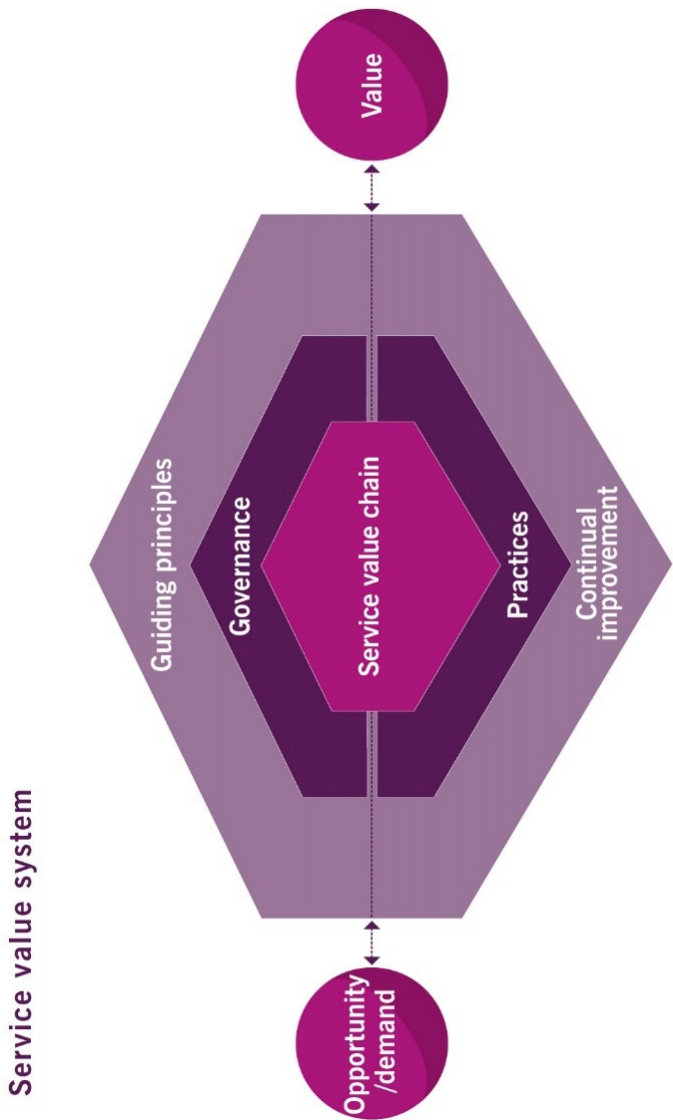 Service value system
Guiding principles
Governance
Opportunity
/demand
Service value chain
Value
Practices
Continual
improvement